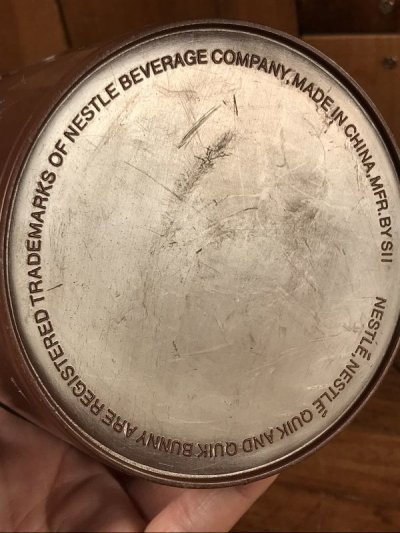 NESTLÉ, NESTLÉ QUIK AND QUIK BUNNY ARE REGISTERED TRADEMARKS OF NESTLE BEVERAGE COMPANY. MADE IN CHINA. MFR. BY SII